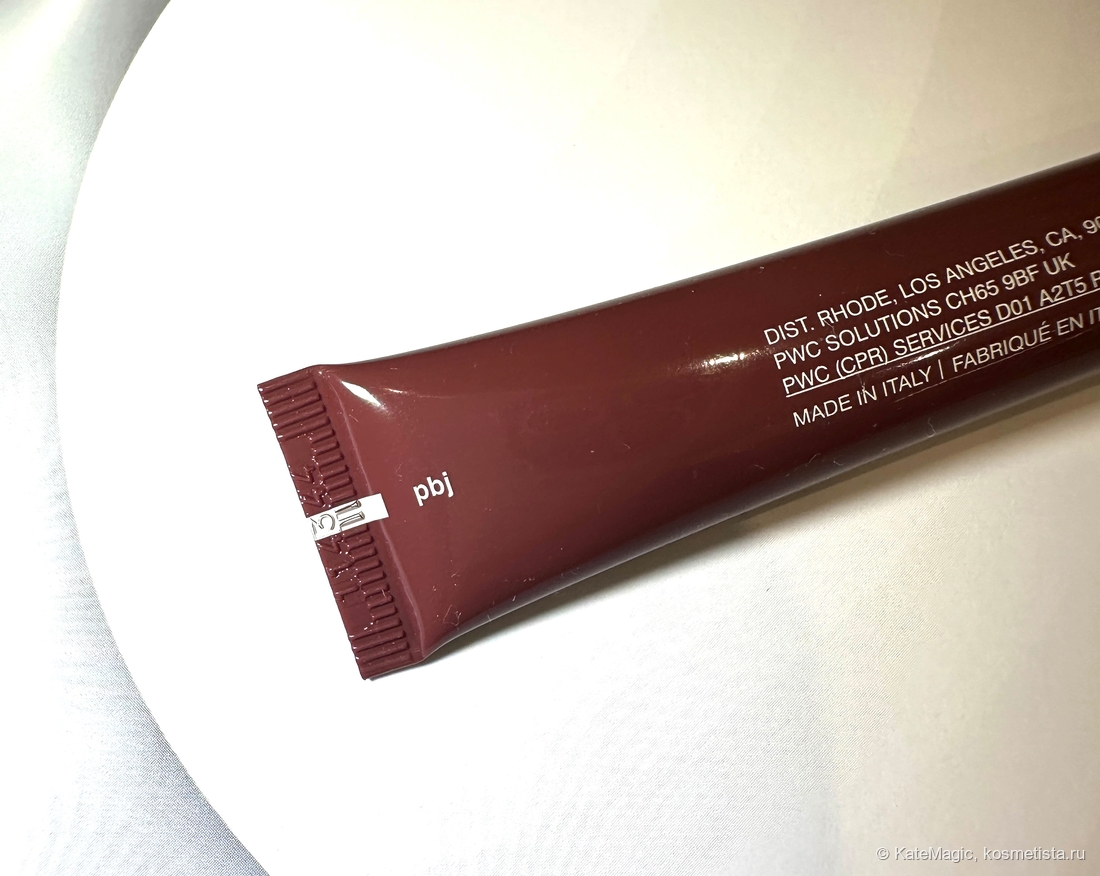 DIST. RHODE, LOS ANGELES, CA,
PWC SOLUTIONS CH65 9BF UK
PWC (CPR) SERVICES D01 A2T5
MADE IN ITALY | FABRIQUÉ EN
pbj
© KateMagic, kosmetista.ru